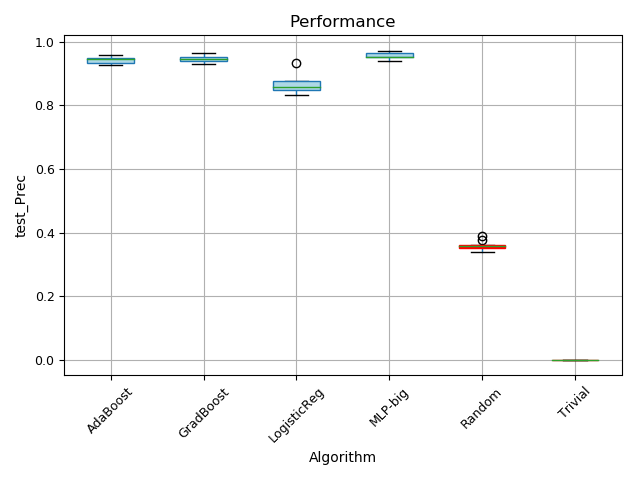 Performance
1.0
0.8
0.6
0.4
0.2
0.0
test_Prec
AdaBoost
GradBoost
LogisticReg
MLP-big
Random
Trivial
Algorithm